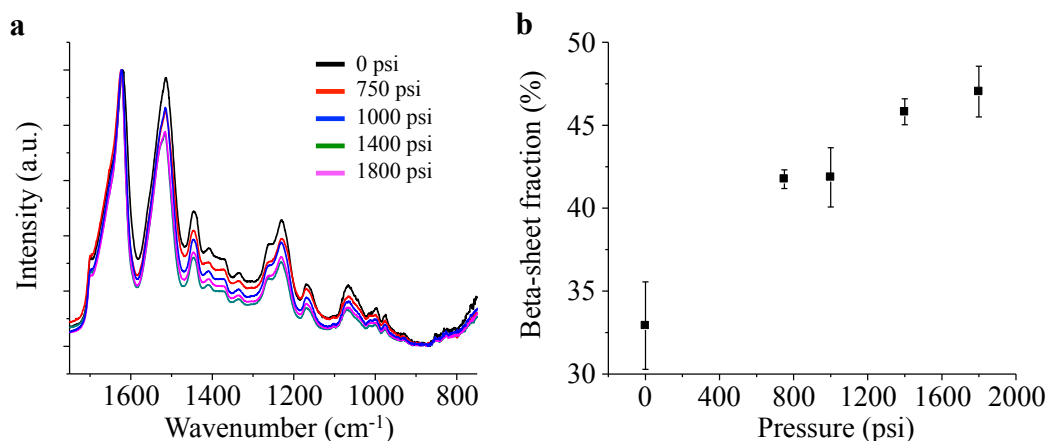 a
0 psi
750 psi
1000 psi
1400 psi
1800 psi
Intensity (a.u.)
1600 1400 1200 1000 800
Wavenumber (cm-1)
b
50
45
40
35
30
Beta-sheet fraction (%)
0 400 800 1200 1600 2000
Pressure (psi)